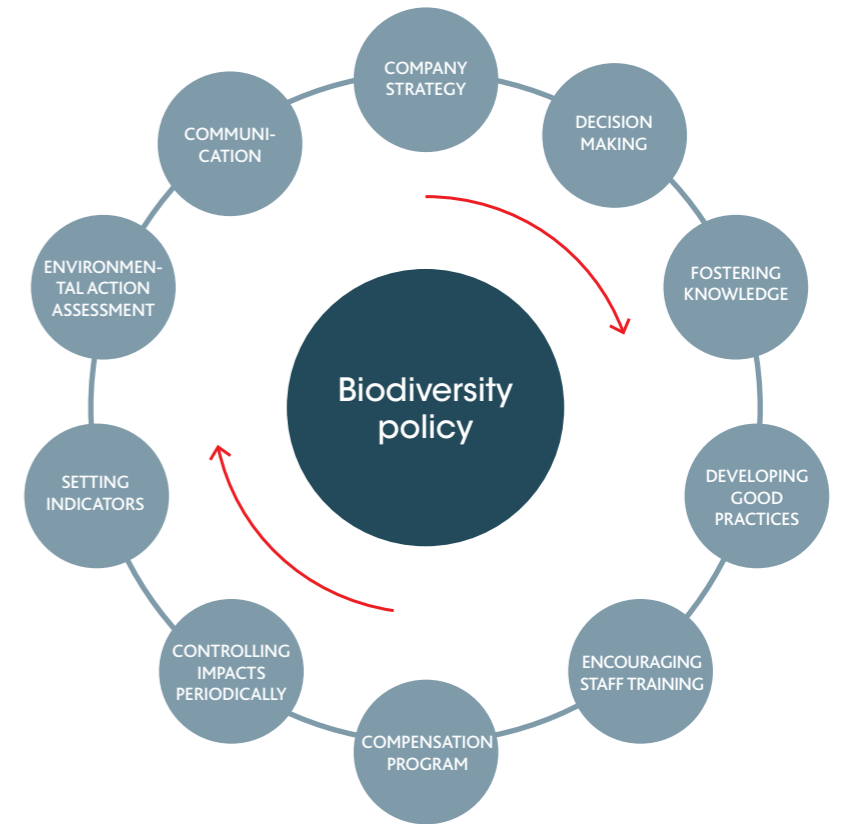 COMPANY
STRATEGY
DECISION
MAKING
FOSTERING
KNOWLEDGE
DEVELOPING
GOOD
PRACTICES
ENCOURAGING
STAFF TRAINING
COMPENSATION
PROGRAM
CONTROLLING
IMPACTS
PERIODICALLY
SETTING
INDICATORS
ENVIRONMEN-
TAL ACTION
ASSESSMENT
COMMUNI-
CATION
Biodiversity
policy